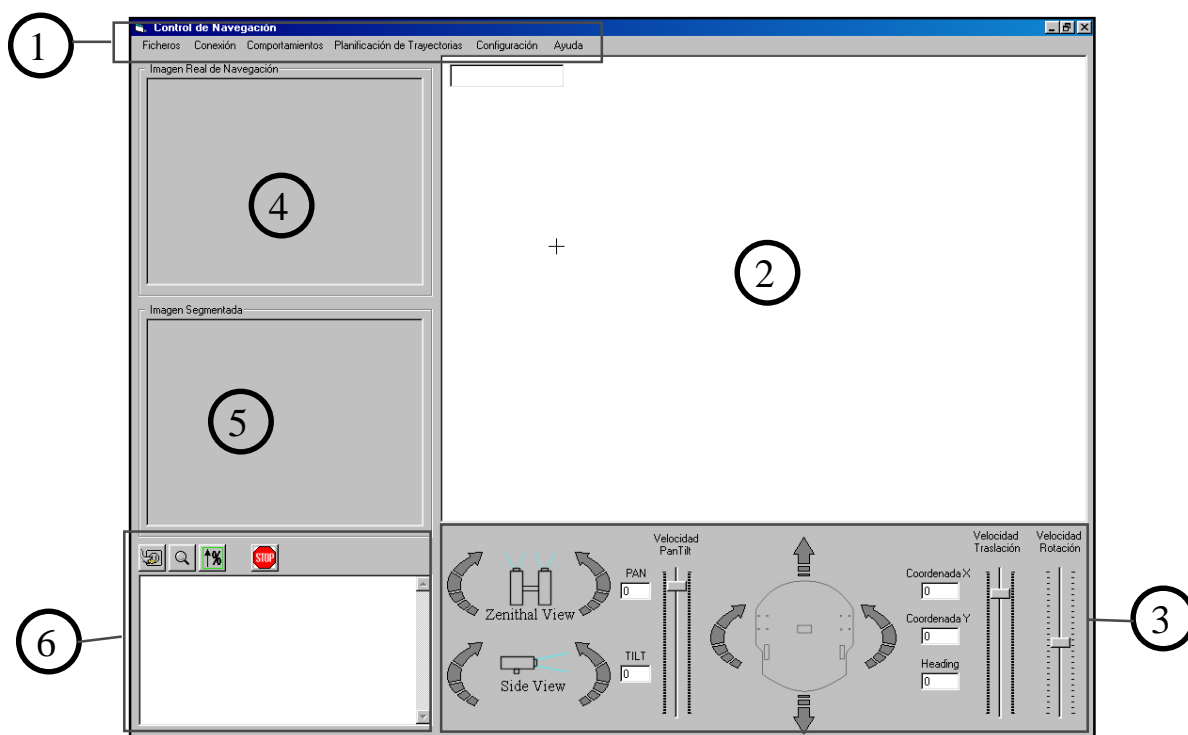 1
Control de Navegación
Ficheros Conexión Comportamientos Planificación de Trayectorias Configuración Ayuda
Imagen Real de Navegación
4
2
Imagen Segmentada
5
STOP
6
Velocidad
PanTilt
PAN
0
Zenithal View
TILT
0
Side View
Coordenada X
0
Coordenada Y
0
Heading
0
Velocidad
Traslación
Velocidad
Rotación
3